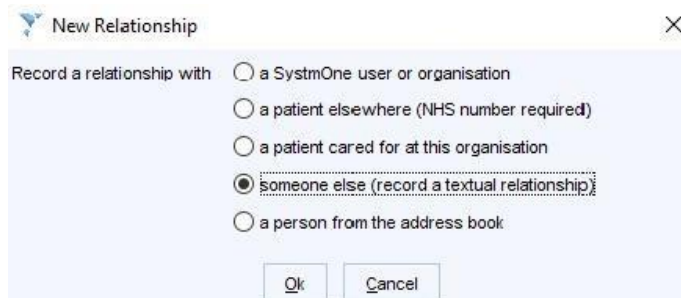 New Relationship
Record a relationship with a SystmOne user or organisation
a patient elsewhere (NHS number required)
a patient cared for at this organisation
someone else (record a textual relationship)
a person from the address book
Ok Cancel